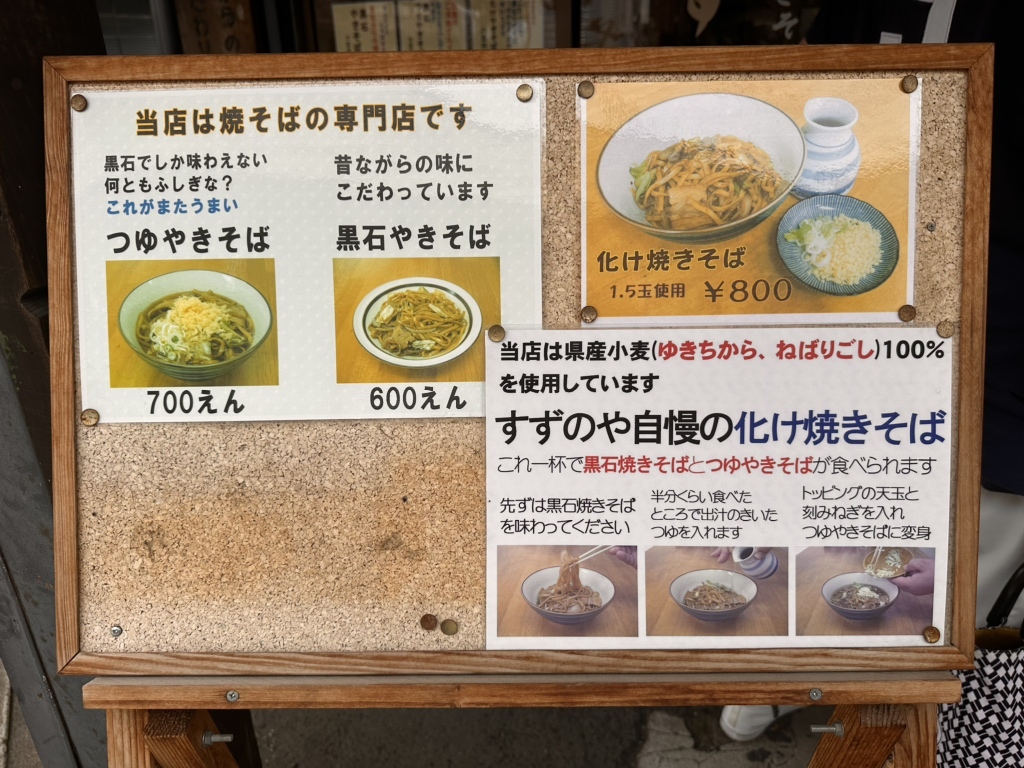 当店は焼そばの専門店です
黒石でしか味わえない
何ともふしぎな？
これがまたうまい
つゆやきそば
700えん
昔ながらの味に
こだわっています
黒石やきそば
600えん
化け焼きそば
1.5玉使用 ￥800
当店は県産小麦(ゆきちから、ねばりごし)100%
を使用しています
すずのや自慢の化け焼きそば
これ一杯で黒石焼きそばとつゆやきそばが食べられます
先ずは黒石焼きそば
を味わってください
半分くらい食べた
ところで出汁のきいた
つゆを入れます
トッピングの天玉と
刻みねぎを入れ
つゆやきそばに変身